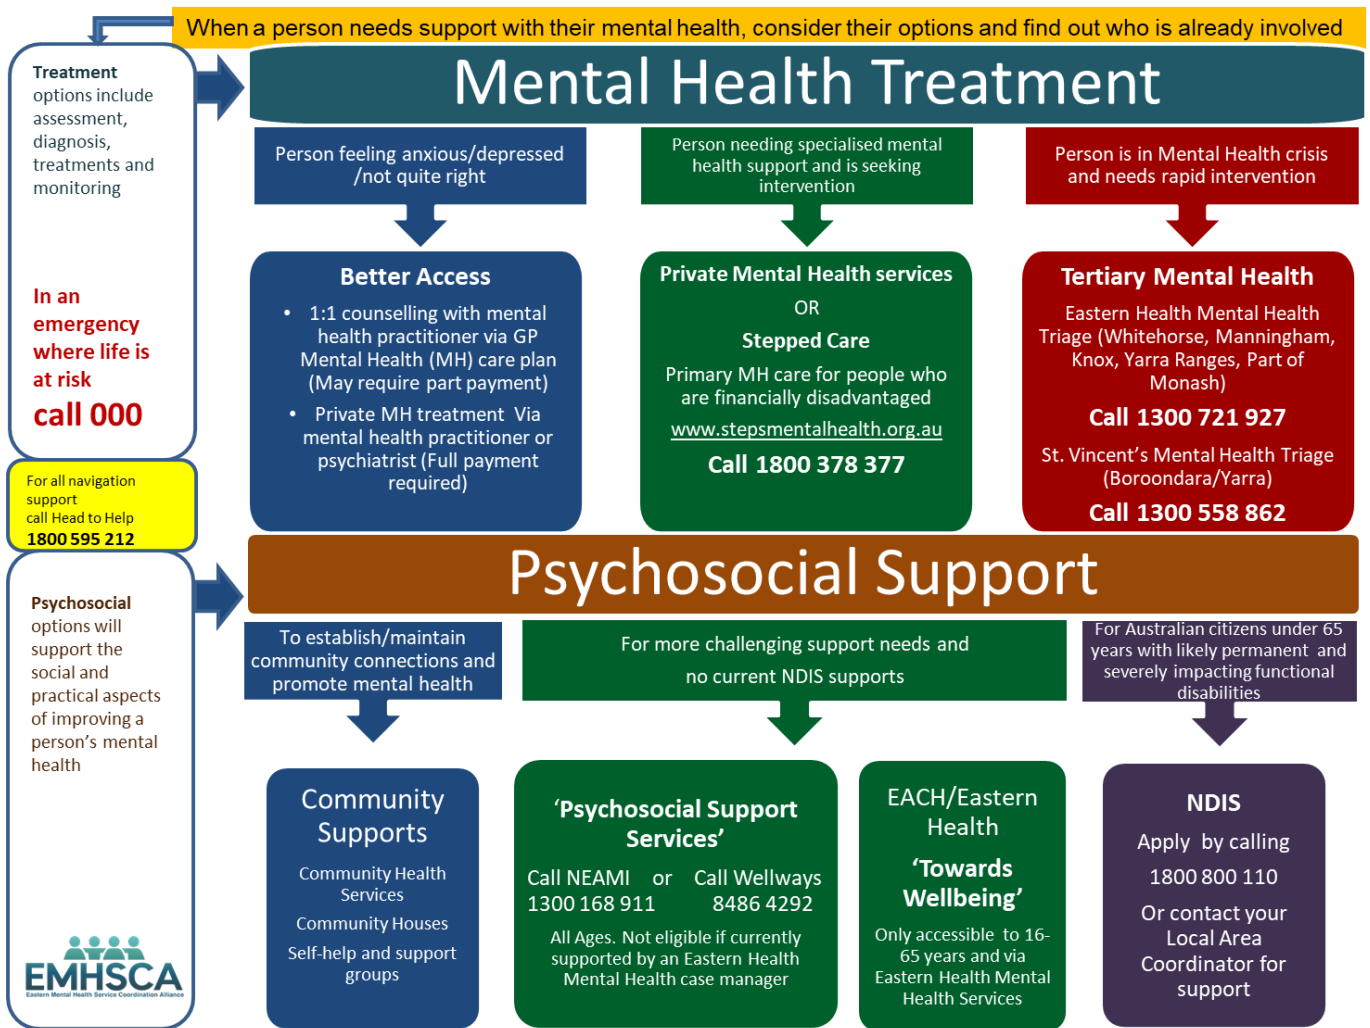 When a person needs support with their mental health, consider their options and find out who is already involved
Treatment
options include
assessment,
diagnosis,
treatments and
monitoring
In an
emergency
where life is
at risk
call 000
Mental Health Treatment
Person feeling anxious/depressed
/not quite right
Better Access
• 1:1 counselling with mental
health practitioner via GP
Mental Health (MH) care plan
(May require part payment)
• Private MH treatment Via
mental health practitioner or
psychiatrist (Full payment
required)
Person needing specialised mental
health support and is seeking
intervention
Private Mental Health services
OR
Stepped Care
Primary MH care for people who
are financially disadvantaged
www.stepsmentalhealth.org.au
Call 1800 378 377
Person is in Mental Health crisis
and needs rapid intervention
Tertiary Mental Health
Eastern Health Mental Health
Triage (Whitehorse, Manningham,
Knox, Yarra Ranges, Part of
Monash)
Call 1300 721 927
St. Vincent’s Mental Health Triage
(Boroondara/Yarra)
Call 1300 558 862
For all navigation
support
call Head to Help
1800 595 212
Psychosocial
options will
support the
social and
practical aspects
of improving a
person’s mental
health
Psychosocial Support
To establish/maintain
community connections and
promote mental health
Community
Supports
Community Health
Services
Community Houses
Self-help and support
groups
For more challenging support needs and
no current NDIS supports
‘Psychosocial Support
Services’
Call NEAMI or Call Wellways
1300 168 911 8486 4292
All Ages. Not eligible if currently
supported by an Eastern Health
Mental Health case manager
EACH/Eastern
Health
‘Towards
Wellbeing’
Only accessible to 16-
65 years and via
Eastern Health Mental
Health Services
For Australian citizens under 65
years with likely permanent and
severely impacting functional
disabilities
NDIS
Apply by calling
1800 800 110
Or contact your
Local Area
Coordinator for
support
EMHSCA
Eastern Mental Health Service Coordination Alliance